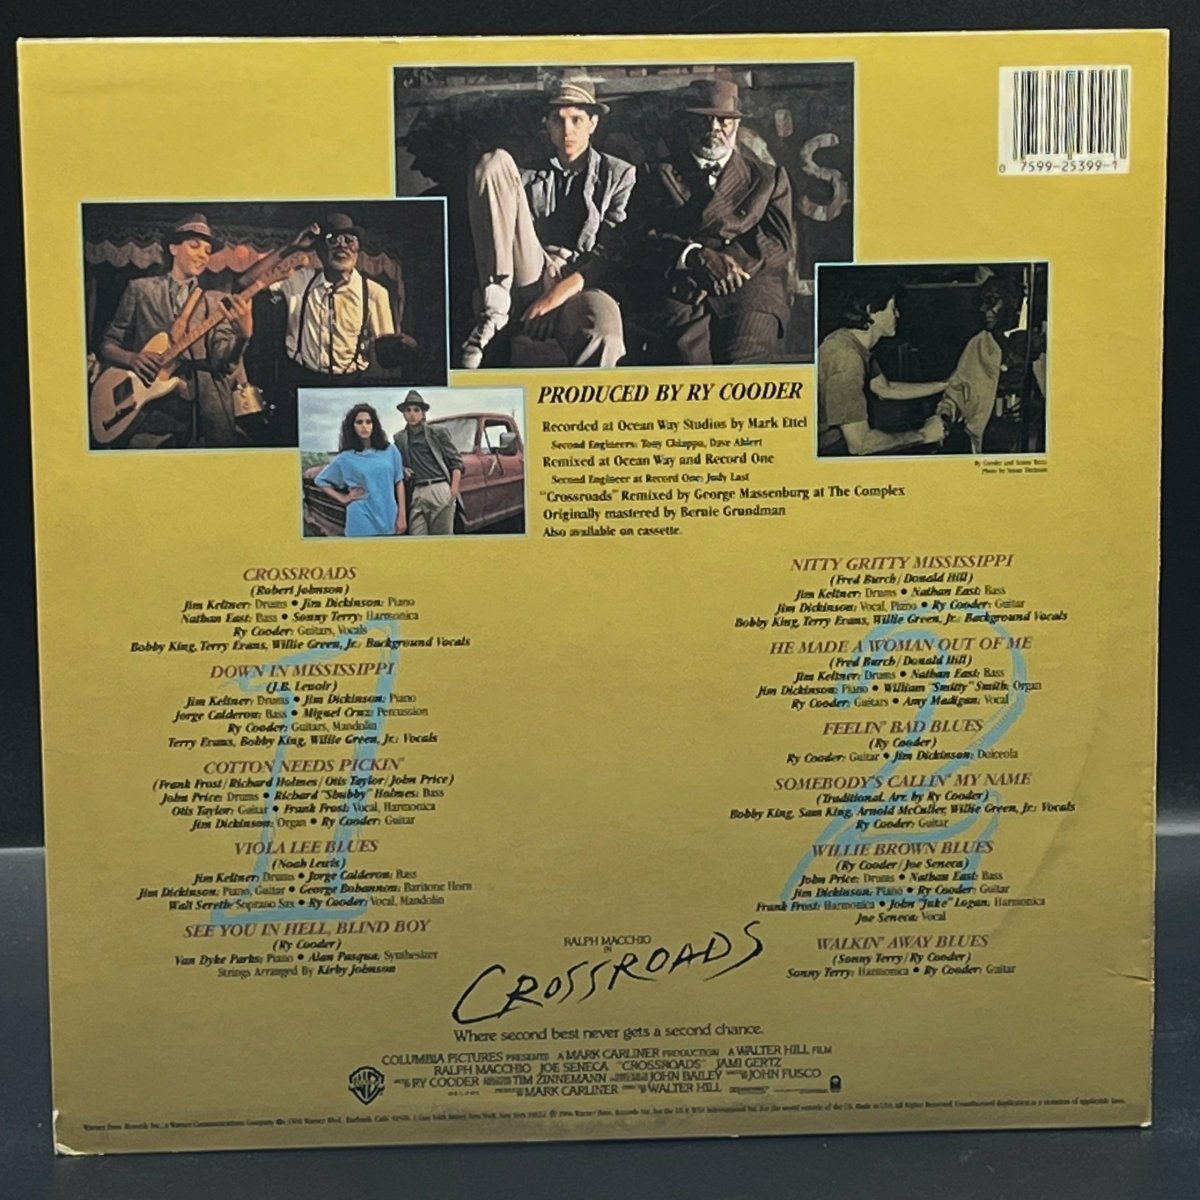 0 7599-25399-1
PRODUCED BY RY COODER
Recorded at Ocean Way Studios by Mark Ettel
Second Engineers: Tony Chiappa, Dave Ahlert
Remixed at Ocean Way and Record One
Second Engineer at Record One: Judy Last
"Crossroads" Remixed by George Massenburg at The Complex
Originally mastered by Bernie Grundman
Also available on cassette.
CROSSROADS
(Robert Johnson)
Jim Keltner: Drums • Jim Dickinson: Piano
Nathan East: Bass • Sonny Terry: Harmonica
Ry Cooder: Guitars, Vocals
Bobby King, Terry Evans, Willie Green, Jr.: Background Vocals
DOWN IN MISSISSIPPI
(J.B. Lenoir)
Jim Keltner: Drums • Jim Dickinson: Piano
Jorge Calderon: Bass • Miguel Cruz: Percussion
Ry Cooder: Guitars, Mandolin
Terry Evans, Bobby King, Willie Green, Jr.: Vocals
COTTON NEEDS PICKIN'
(Frank Frost/Richard Holmes/Otis Taylor/John Price)
John Price: Drums • Richard "Shubby" Holmes: Bass
Otis Taylor: Guitar • Frank Frost: Vocal, Harmonica
Jim Dickinson: Organ • Ry Cooder: Guitar
VIOLA LEE BLUES
(Noah Lewis)
Jim Keltner: Drums • Jorge Calderon: Bass
Jim Dickinson: Piano, Guitar • George Bohannon: Baritone Horn
Walt Sereth: Soprano Sax • Ry Cooder: Vocal, Mandolin
SEE YOU IN HELL, BLIND BOY
(Ry Cooder)
Van Dyke Parks: Piano • Alan Pasqua: Synthesizer
Strings Arranged By Kirby Johnson
1
NITTY GRITTY MISSISSIPPI
(Fred Burch/Donald Hill)
Jim Keltner: Drums • Nathan East: Bass
Jim Dickinson: Vocal, Piano • Ry Cooder: Guitar
Bobby King, Terry Evans, Willie Green, Jr.: Background Vocals
HE MADE A WOMAN OUT OF ME
(Fred Burch/Donald Hill)
Jim Keltner: Drums • Nathan East: Bass
Jim Dickinson: Piano • William "Smitty" Smith: Organ
Ry Cooder: Guitars • Amy Madigan: Vocal
FEELIN' BAD BLUES
(Ry Cooder)
Ry Cooder: Guitar • Jim Dickinson: Dolceola
SOMEBODY'S CALLIN' MY NAME
(Traditional, Arr. by Ry Cooder)
Bobby King, Sam King, Arnold McCuller, Willie Green, Jr.: Vocals
Ry Cooder: Guitar
WILLIE BROWN BLUES
(Ry Cooder/Joe Seneca)
John Price: Drums • Nathan East: Bass
Jim Dickinson: Piano • Ry Cooder: Guitar
Frank Frost: Harmonica • John "Juke" Logan: Harmonica
Joe Seneca: Vocal
WALKIN' AWAY BLUES
(Sonny Terry/Ry Cooder)
Sonny Terry: Harmonica • Ry Cooder: Guitar
2
RALPH MACCHIO
IN
CROSSROADS
Where second best never gets a second chance.
COLUMBIA PICTURES PRESENTS A MARK CARLINER PRODUCTION A WALTER HILL FILM
RALPH MACCHIO JOE SENECA "CROSSROADS" JAMI GERTZ
RY COODER TIM ZINNEMANN JOHN BAILEY JOHN FUSCO
MARK CARLINER WALTER HILL